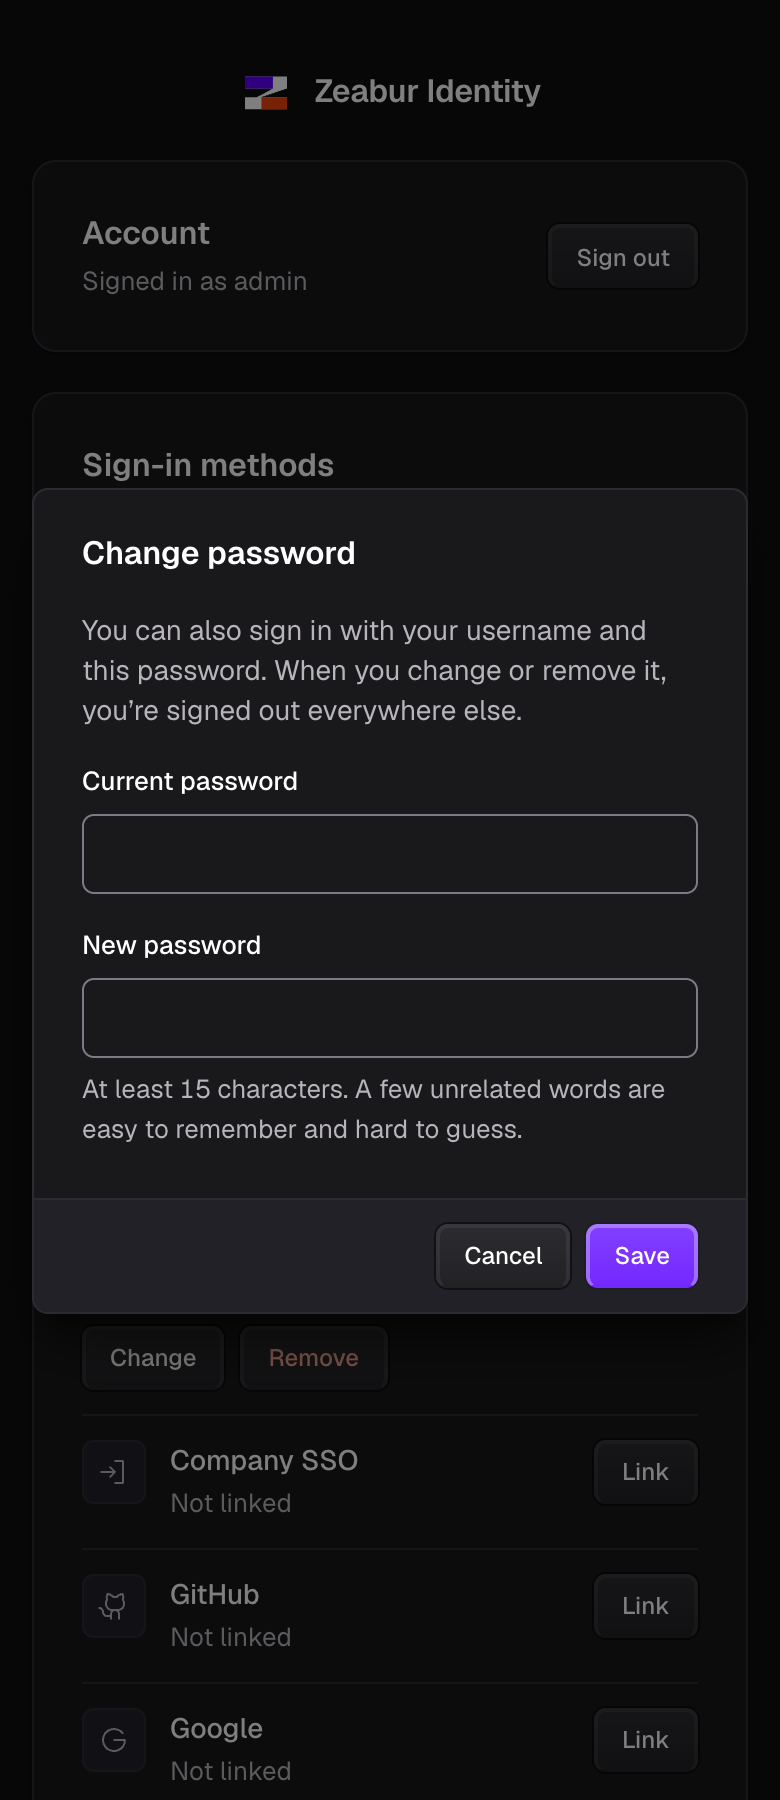 Zeabur Identity
Account
Signed in as admin
Sign out
Sign-in methods
Change password
You can also sign in with your username and
this password. When you change or remove it,
you’re signed out everywhere else.
Current password
New password
At least 15 characters. A few unrelated words are
easy to remember and hard to guess.
Cancel
Save
Change
Remove
Company SSO
Not linked
Link
GitHub
Not linked
Link
Google
Not linked
Link